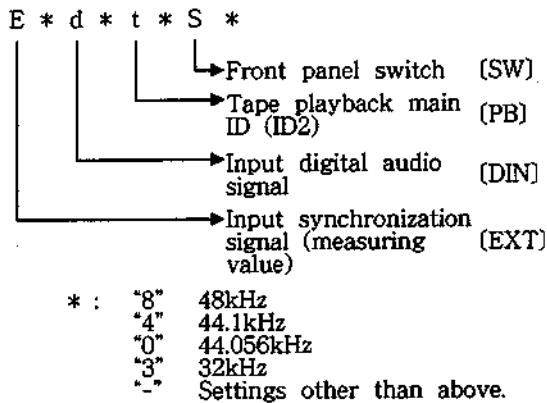 E * d * t * S *
Front panel switch [SW]
Tape playback main
ID (ID2) [PB]
Input digital audio
signal [DIN]
Input synchronization
signal (measuring [EXT]
value)
* : "8" 48kHz
"4" 44.1kHz
"0" 44.056kHz
"3" 32kHz
"-" Settings other than above.